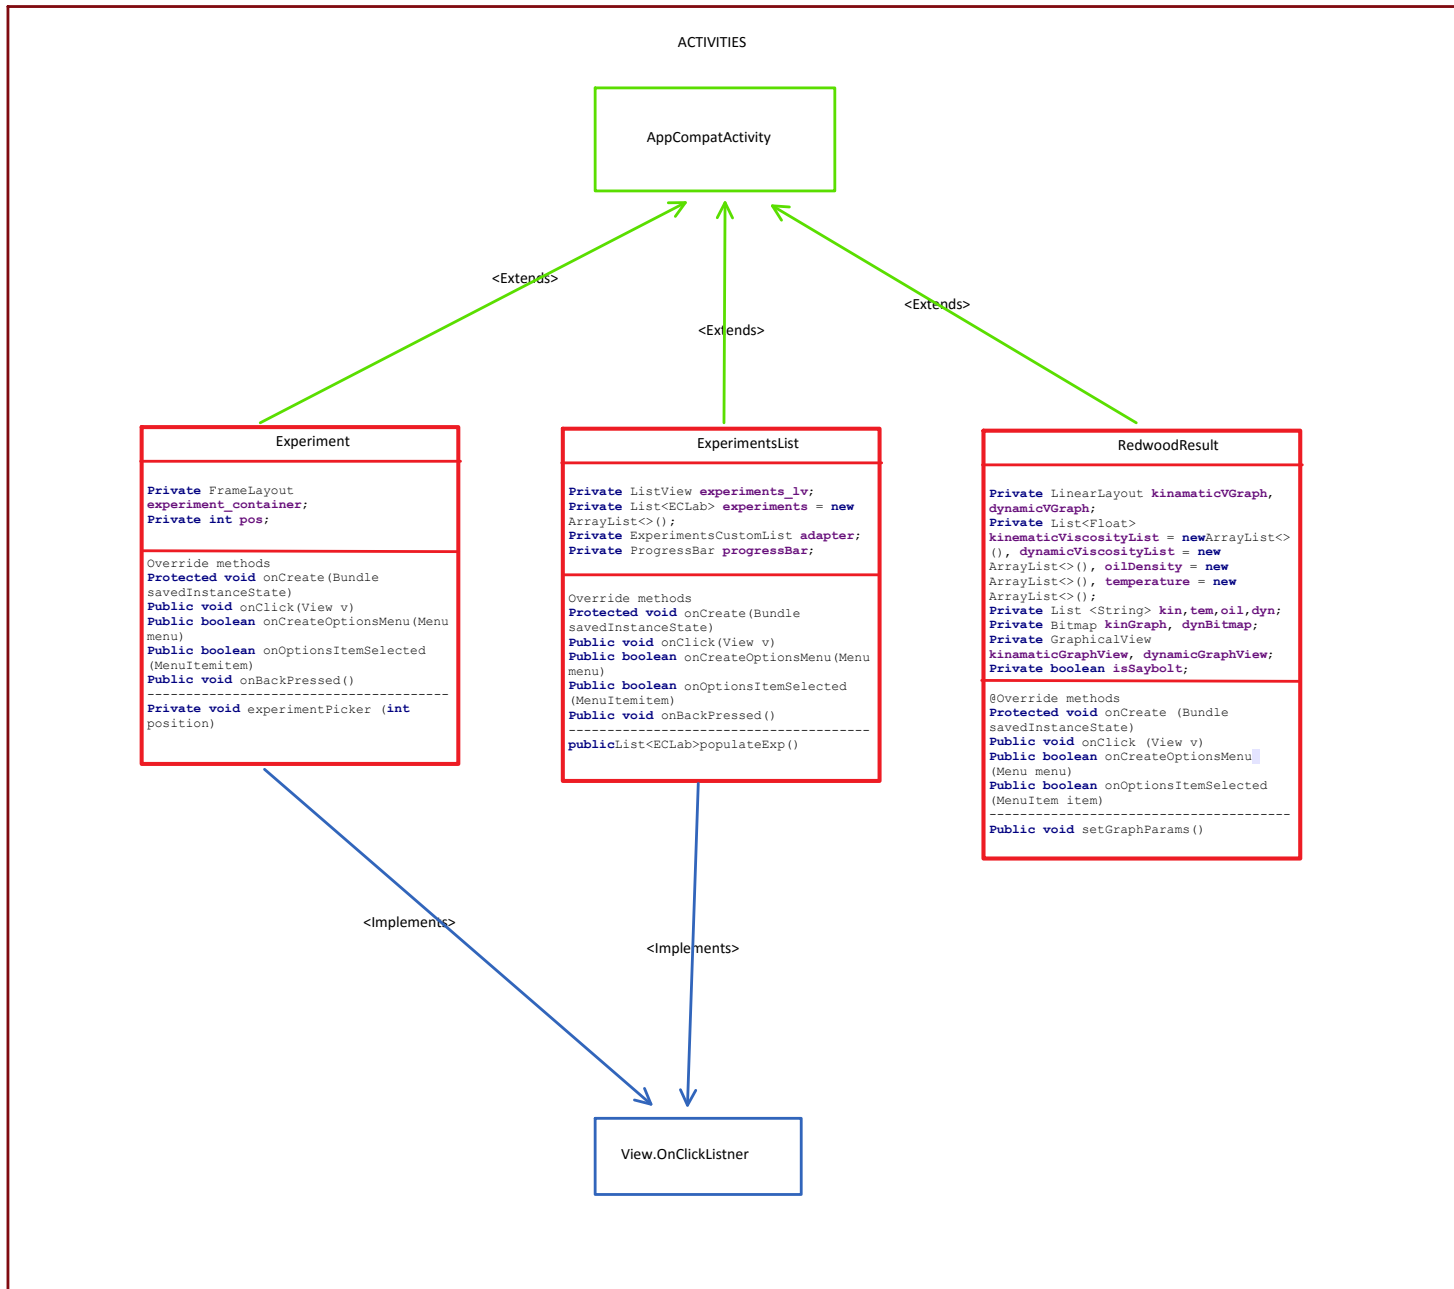 ACTIVITIES
AppCompatActivity
<Extends>
<Extends>
<Extends>
Experiment
Private FrameLayout
experiment_container;
Private int pos;
Override methods
Protected void onCreate(Bundle
savedInstanceState)
Public void onClick(View v)
Public boolean onCreateOptionsMenu(Menu
menu)
Public boolean onOptionsItemSelected
(MenuItemitem)
Public void onBackPressed()
---------------------------------------
Private void experimentPicker (int
position)
ExperimentsList
Private ListView experiments_lv;
Private List<ECLab> experiments = new
ArrayList<>();
Private ExperimentsCustomList adapter;
Private ProgressBar progressBar;
Override methods
Protected void onCreate(Bundle
savedInstanceState)
Public void onClick(View v)
Public boolean onCreateOptionsMenu(Menu
menu)
Public boolean onOptionsItemSelected
(MenuItemitem)
Public void onBackPressed()
---------------------------------------
publicList<ECLab>populateExp()
RedwoodResult
Private LinearLayout kinamaticVGraph,
dynamicVGraph;
Private List<Float>
kinematicViscosityList = newArrayList<>
(), dynamicViscosityList = new
ArrayList<>(), oilDensity = new
ArrayList<>(), temperature = new
ArrayList<>();
Private List <String> kin,tem,oil,dyn;
Private Bitmap kinGraph, dynBitmap;
Private GraphicalView
kinamaticGraphView, dynamicGraphView;
Private boolean isSaybolt;
@Override methods
Protected void onCreate (Bundle
savedInstanceState)
Public void onClick (View v)
Public boolean onCreateOptionsMenu
(Menu menu)
Public boolean onOptionsItemSelected
(MenuItem item)
---------------------------------------
Public void setGraphParams()
<Implements>
<Implements>
View.OnClickListner